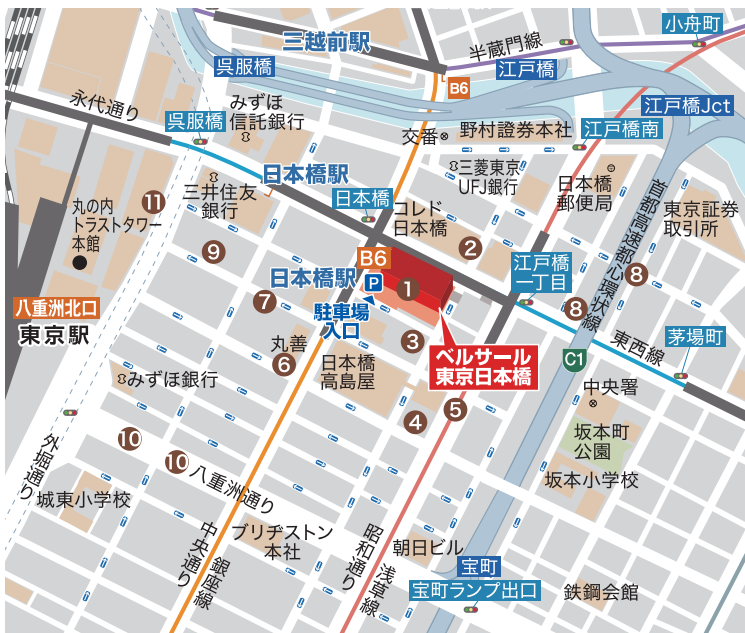 小舟町
三越前駅
半蔵門線
呉服橋
江戸橋
B6
江戸橋Jct
永代通り
みずほ
信託銀行
呉服橋
交番
野村證券本社
江戸橋南
日本橋駅
三井住友
銀行
三菱東京
UFJ銀行
日本橋
郵便局
首都高速都心環状線
東京証券
取引所
丸の内
トラストタワー
本館
11
日本橋
コレド
日本橋
2
9
B6
江戸橋
一丁目
8
日本橋駅
P
1
八重洲北口
東京駅
7
駐車場
入口
8
東西線
茅場町
3
丸善
6
日本橋
高島屋
ベルサール
東京日本橋
C1
みずほ銀行
中央署
5
4
坂本町
公園
外堀通り
10
10
八重洲通り
坂本小学校
城東小学校
中央通り
銀座線
ブリヂストン
本社
昭和通り
浅草線
朝日ビル
宝町
宝町ランプ出口
鉄鋼会館